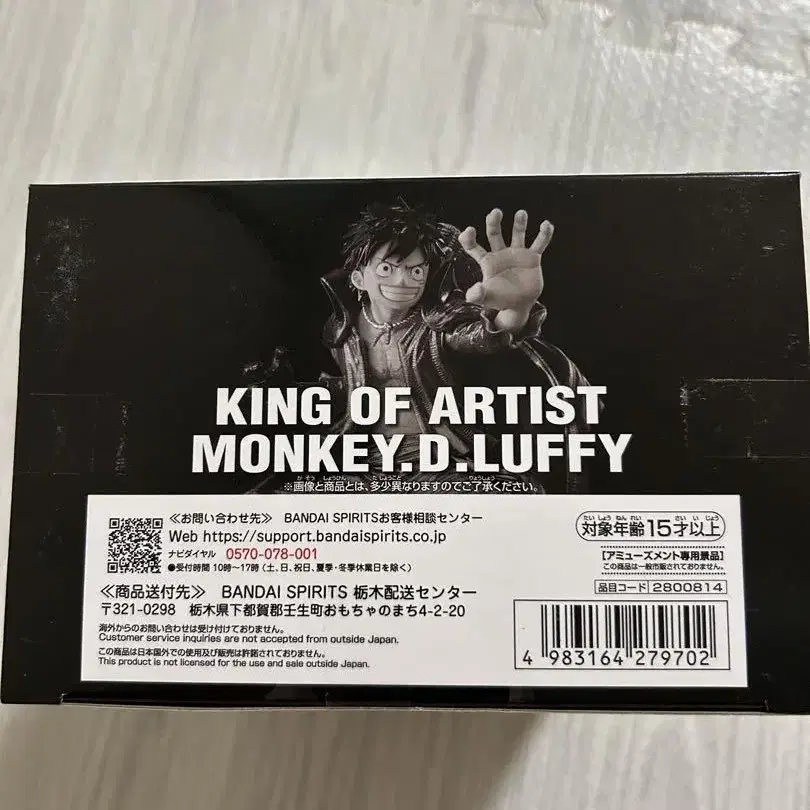 KING OF ARTIST
MONKEY.D.LUFFY
※画像と商品とは、多少異なりますのでご了承ください。
≪お問い合わせ先≫ BANDAI SPIRITSお客様相談センター
Web https://support.bandaispirits.co.jp
ナビダイヤル 0570-078-001
●受付時間 10時〜17時 (土、日、祝日、夏季・冬季休業日を除く)
≪商品送付先≫ BANDAI SPIRITS 栃木配送センター
〒321-0298 栃木県下都賀郡壬生町おもちゃのまち4-2-20
海外からのお問い合わせは受け付けておりません。
Customer service inquiries are not accepted from outside Japan.
この商品は日本国外での使用及び販売は許諾されておりません。
This product is not licensed for the use and sale outside Japan.
対象年齢15才以上
【アミューズメント専用景品】
この景品は一般市販されておりません。
品目コード 2800814
4 983164 279702